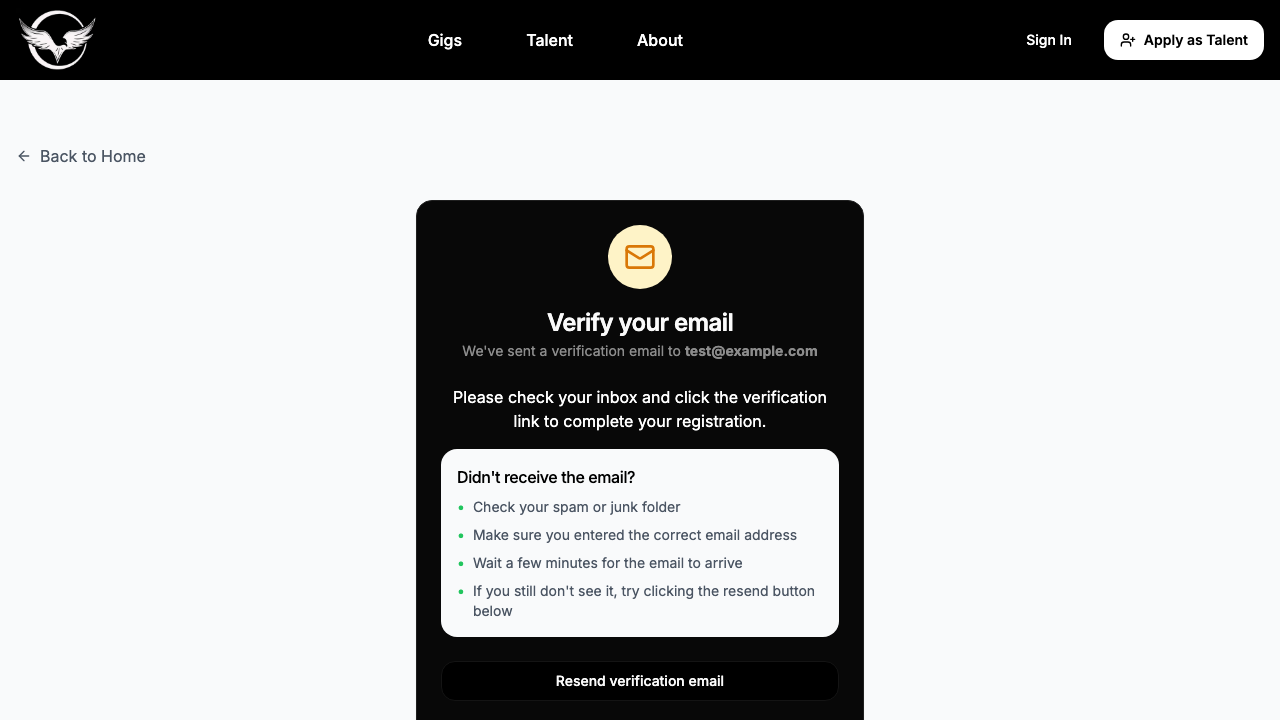 Gigs
Talent
About
Sign In
Apply as Talent
Back to Home
Verify your email
We've sent a verification email to test@example.com
Please check your inbox and click the verification
link to complete your registration.
Didn't receive the email?
• Check your spam or junk folder
• Make sure you entered the correct email address
• Wait a few minutes for the email to arrive
• If you still don't see it, try clicking the resend button
below
Resend verification email